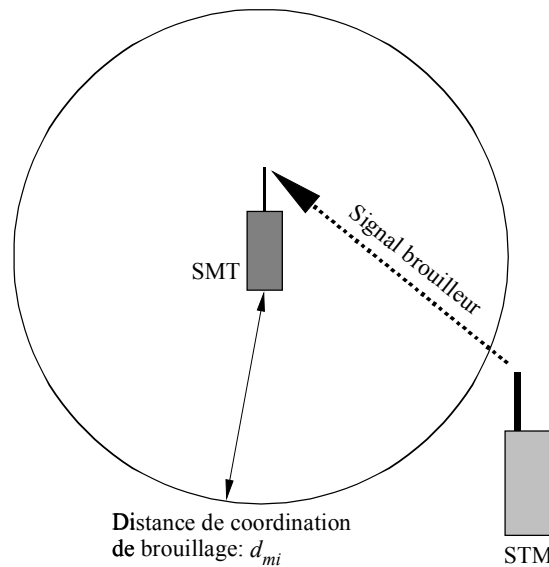 Signal brouilleur
SMT
Distance de coordination
de brouillage: d_mi
STM